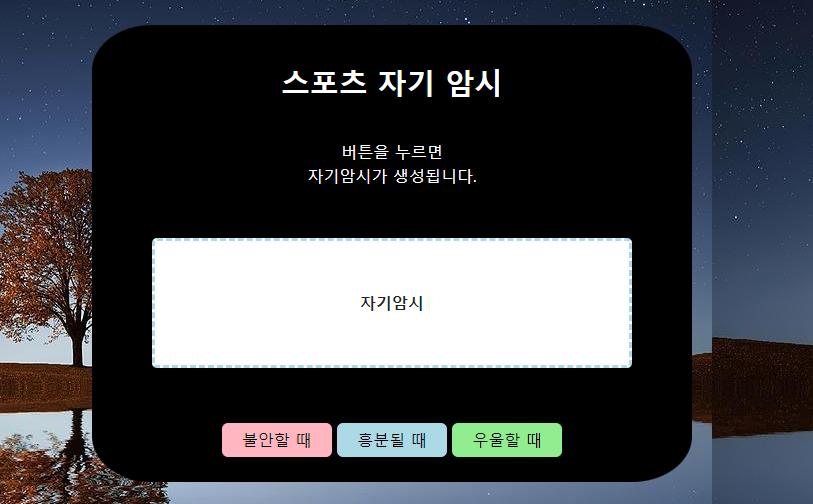 스포츠 자기 암시
버튼을 누르면
자기암시가 생성됩니다.
자기암시
불안할 때
흥분될 때
우울할 때